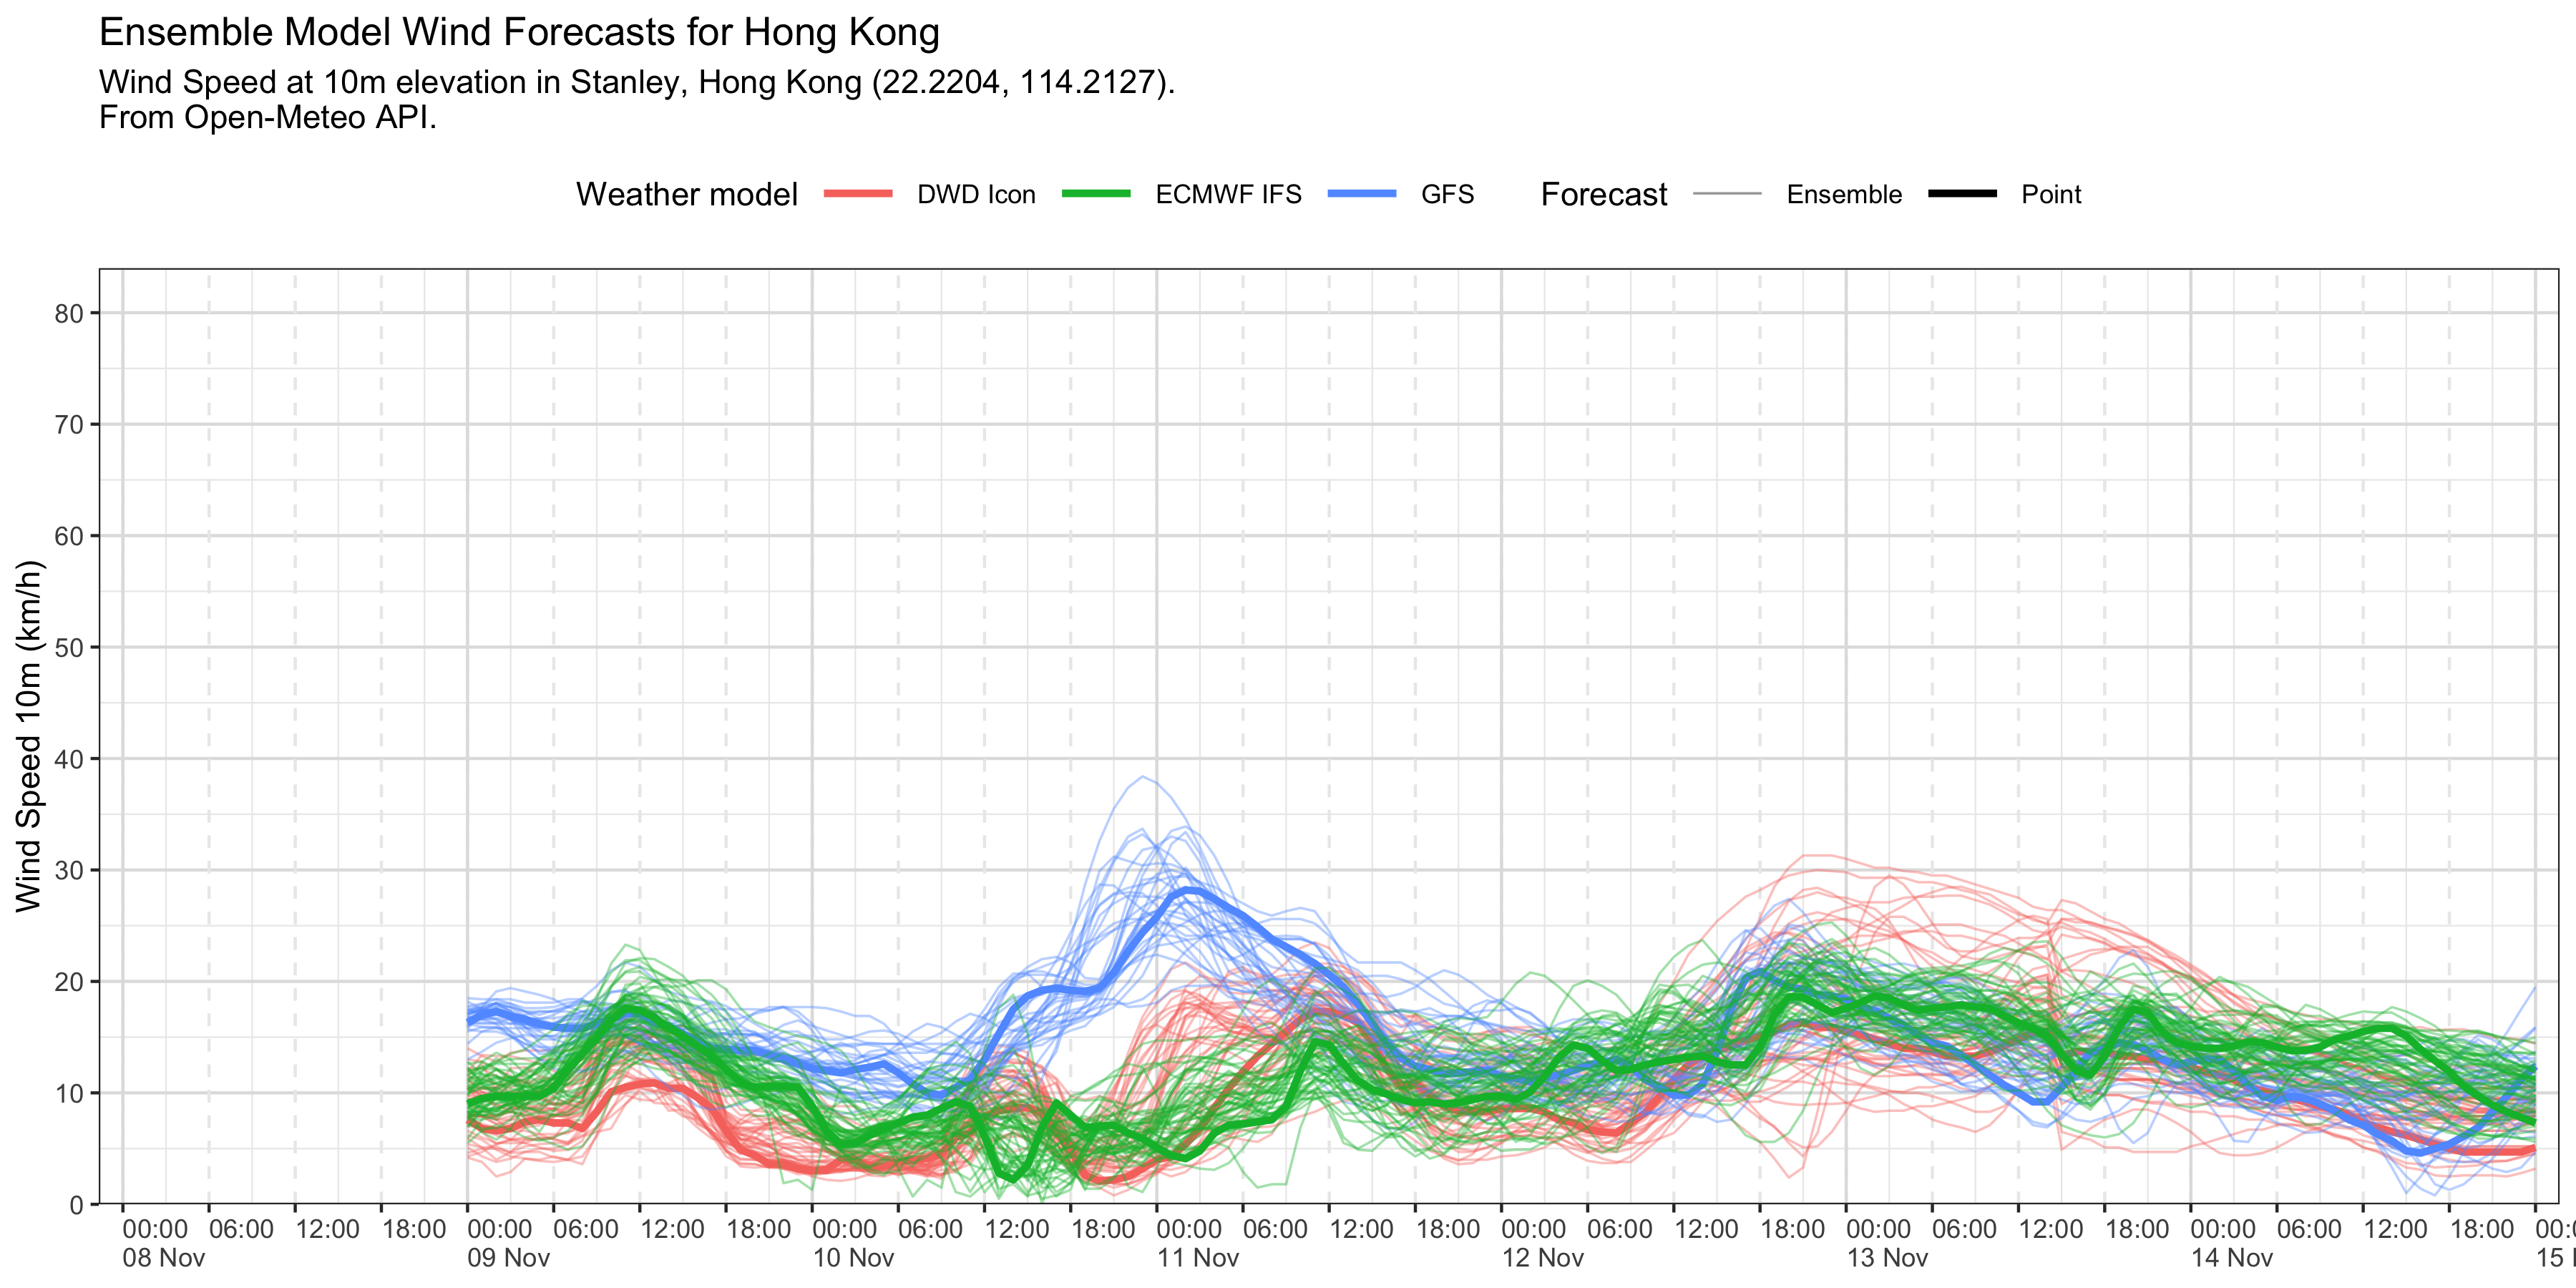 Ensemble Model Wind Forecasts for Hong Kong
Wind Speed at 10m elevation in Stanley, Hong Kong (22.2204, 114.2127).
From Open-Meteo API.
Weather model DWD Icon ECMWF IFS GFS Forecast Ensemble Point
Wind Speed 10m (km/h)
80
70
60
50
40
30
20
10
0
00:00 06:00 12:00 18:00 00:00 06:00 12:00 18:00 00:00 06:00 12:00 18:00 00:00 06:00 12:00 18:00 00:00 06:00 12:00 18:00 00:00 06:00 12:00 18:00 00:00 06:00 12:00 18:00
08 Nov 09 Nov 10 Nov 11 Nov 12 Nov 13 Nov 14 Nov 15